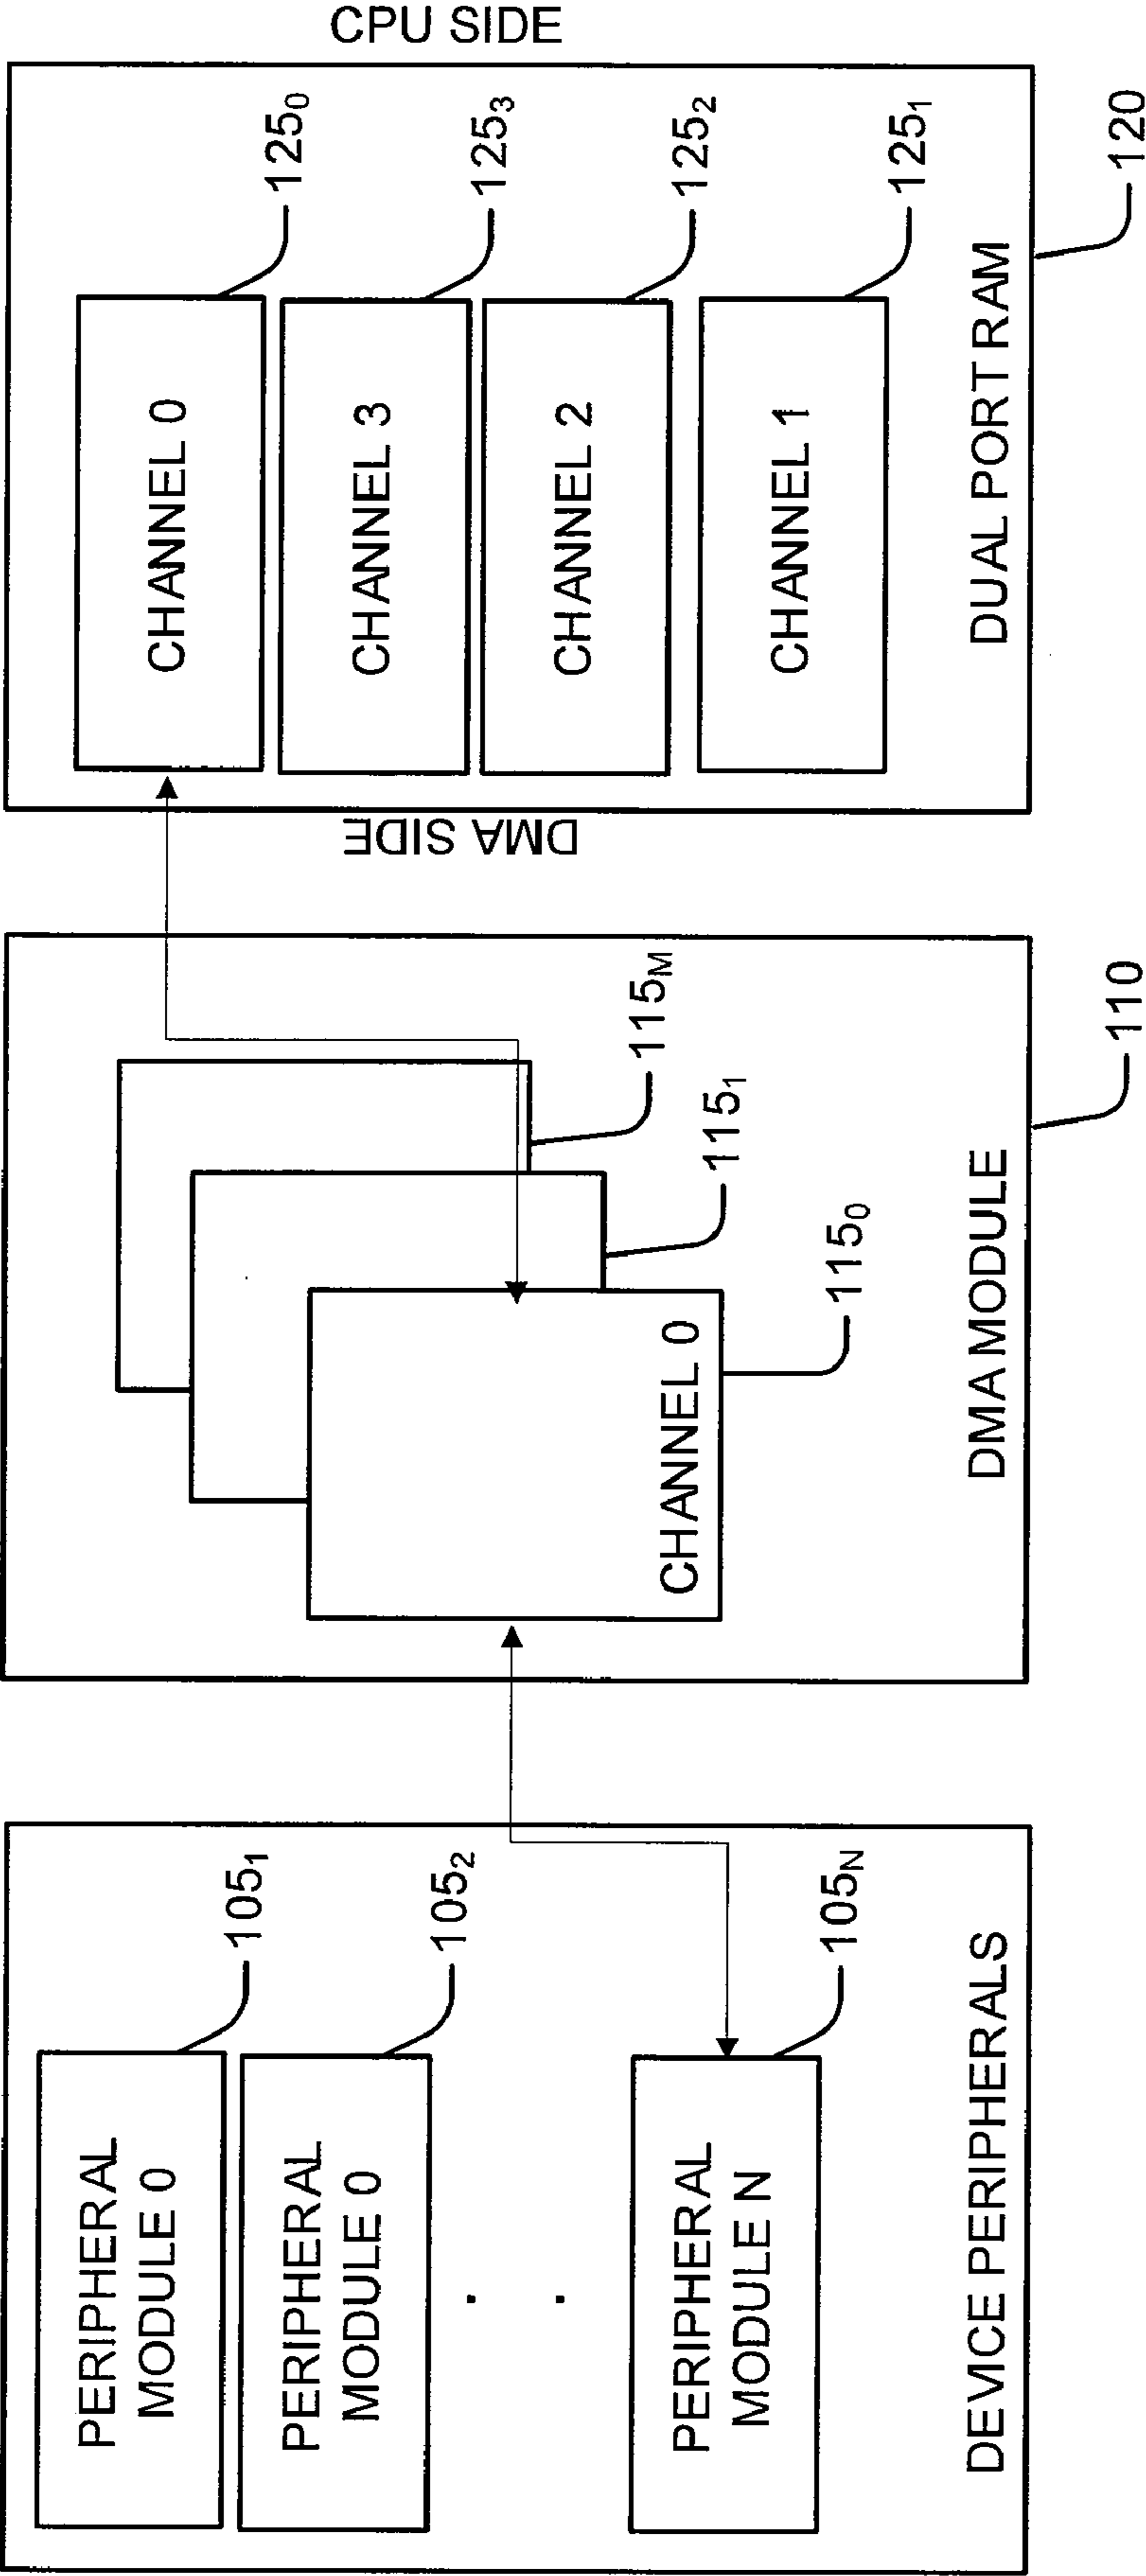 PERIPHERAL
MODULE 0
105₁
PERIPHERAL
MODULE 0
105₂
.
.
PERIPHERAL
MODULE N
105ₙ
DEVICE PERIPHERALS
115ₘ
115₁
CHANNEL 0
115₀
DMA MODULE
110
DMA SIDE
CHANNEL 0
125₀
CHANNEL 3
125₃
CHANNEL 2
125₂
CHANNEL 1
125₁
DUAL PORT RAM
120
CPU SIDE